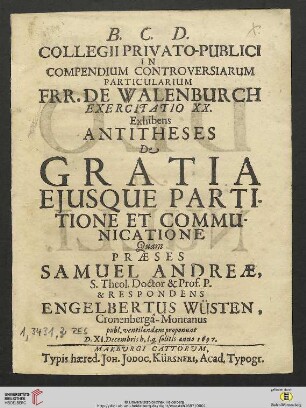 B. C. D.
COLLEGII PRIVATO-PUBLICI
IN
COMPENDIUM CONTROVERSIARUM
PARTICULARIUM
FRR. DE WALENBURCH
EXERCITATIO XX.
Exhibens
ANTITHESES
De
GRATIA
EJUSQUE PARTI-
TIONE ET COMMU-
NICATIONE
Quam
PRÆSES
SAMUEL ANDREÆ,
S. Theol. Doctor & Prof. P.
& RESPONDENS
ENGELBERTUS WÜSTEN,
Cronenberga-Montanus
publ. ventilandam proponunt
D. XI. Decembris h. l. q. solitis anno 1697.
MARBURGI CATTORUM,
Typis hæred. JOH. JODOC. KÜRSNERI, Acad. Typogr.